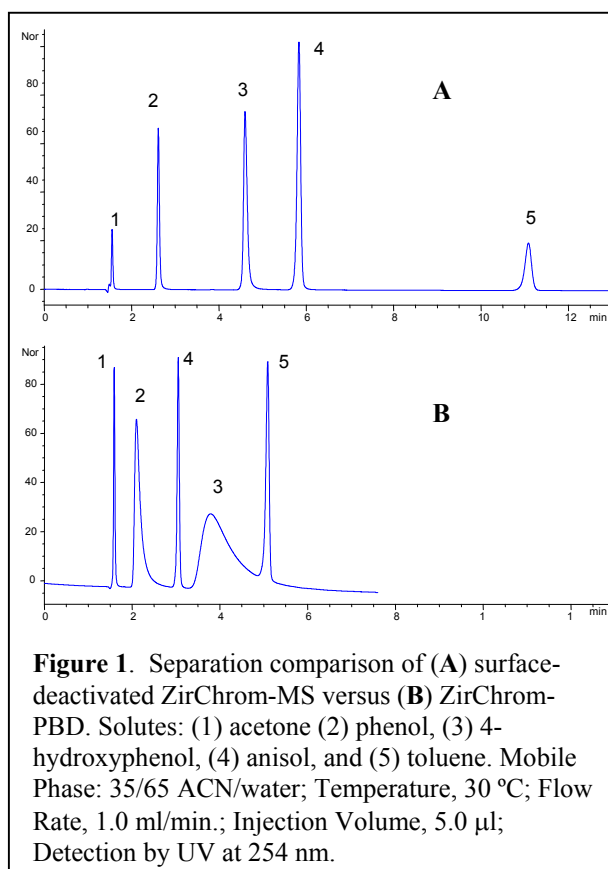 Nor
80
60
40
20
0
1
2
3
4
5
A
0
2
4
6
8
10
12
min
Nor
80
60
40
20
0
1
2
4
3
5
B
0
2
4
6
8
1
1
min
Figure 1. Separation comparison of (A) surface-
deactivated ZirChrom-MS versus (B) ZirChrom-
PBD. Solutes: (1) acetone (2) phenol, (3) 4-
hydroxyphenol, (4) anisol, and (5) toluene. Mobile
Phase: 35/65 ACN/water; Temperature, 30 ºC; Flow
Rate, 1.0 ml/min.; Injection Volume, 5.0 μl;
Detection by UV at 254 nm.